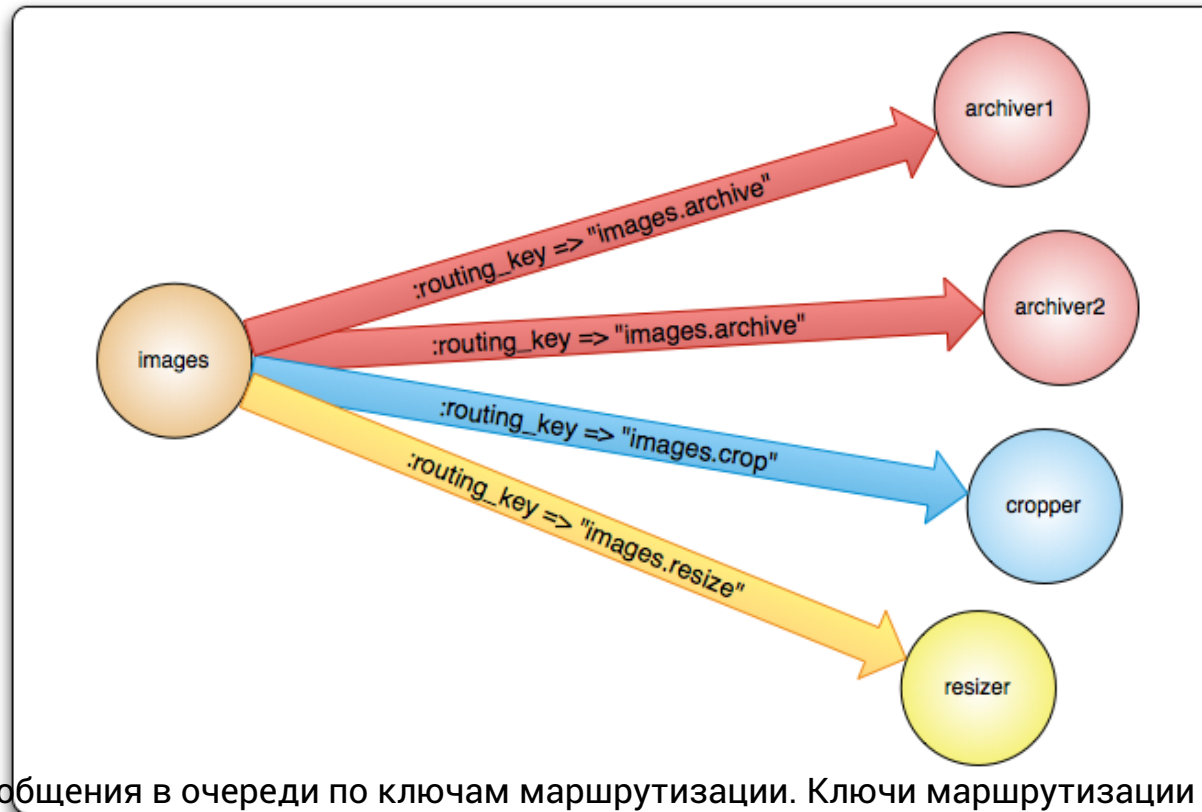 archiver1
:routing_key => "images.archive"
archiver2
:routing_key => "images.archive"
images
:routing_key => "images.crop"
cropper
:routing_key => "images.resize"
resizer
общения в очереди по ключам маршрутизации. Ключи маршрутизации